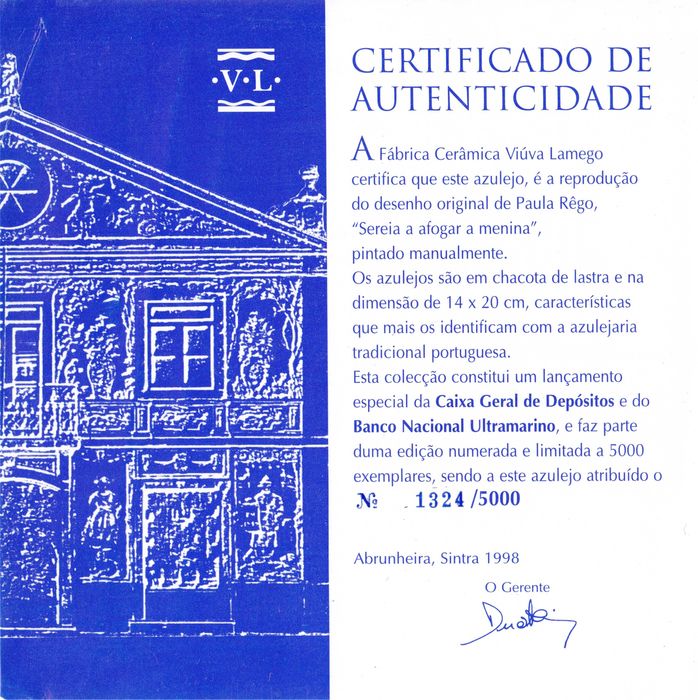 ·V·L·
CERTIFICADO DE
AUTENTICIDADE
A Fábrica Cerâmica Viúva Lamego
certifica que este azulejo, é a reprodução
do desenho original de Paula Rêgo,
“Sereia a afogar a menina”,
pintado manualmente.
Os azulejos são em chacota de lastra e na
dimensão de 14 x 20 cm, características
que mais os identificam com a azulejaria
tradicional portuguesa.
Esta colecção constitui um lançamento
especial da Caixa Geral de Depósitos e do
Banco Nacional Ultramarino, e faz parte
duma edição numerada e limitada a 5000
exemplares, sendo a este azulejo atribuído o
№ 1324/5000
Abrunheira, Sintra 1998
O Gerente